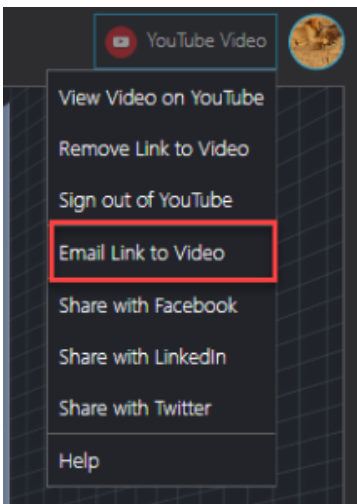 YouTube Video
View Video on YouTube
Remove Link to Video
Sign out of YouTube
Email Link to Video
Share with Facebook
Share with LinkedIn
Share with Twitter
Help